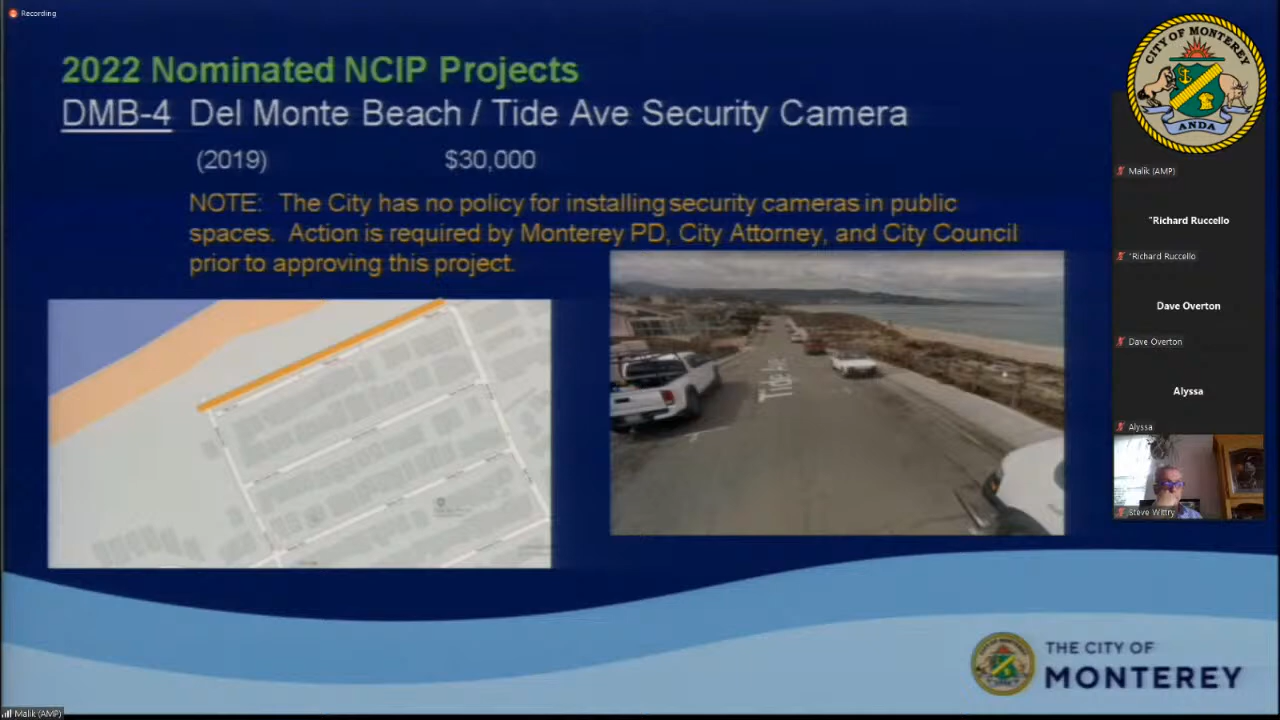 Recording
2022 Nominated NCIP Projects
DMB-4 Del Monte Beach / Tide Ave Security Camera
(2019) $30,000
NOTE: The City has no policy for installing security cameras in public
spaces. Action is required by Monterey PD, City Attorney, and City Council
prior to approving this project.
Tide Ave
CITY OF MONTEREY
ANDA
Malik (AMP)
"Richard Ruccello
"Richard Ruccello
Dave Overton
Dave Overton
Alyssa
Alyssa
Steve Wittry
THE CITY OF
MONTEREY
Malik (AMP)